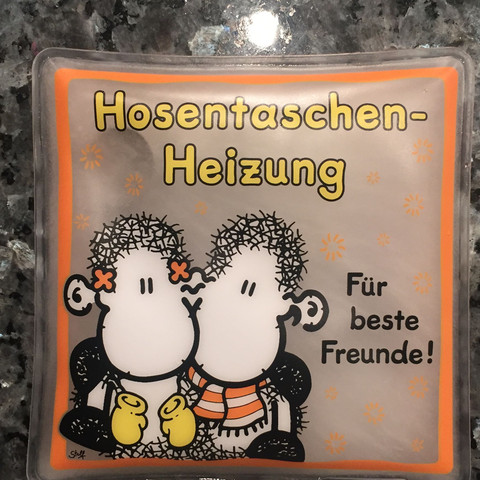 Hosentaschen-
Heizung
Für
beste
Freunde!